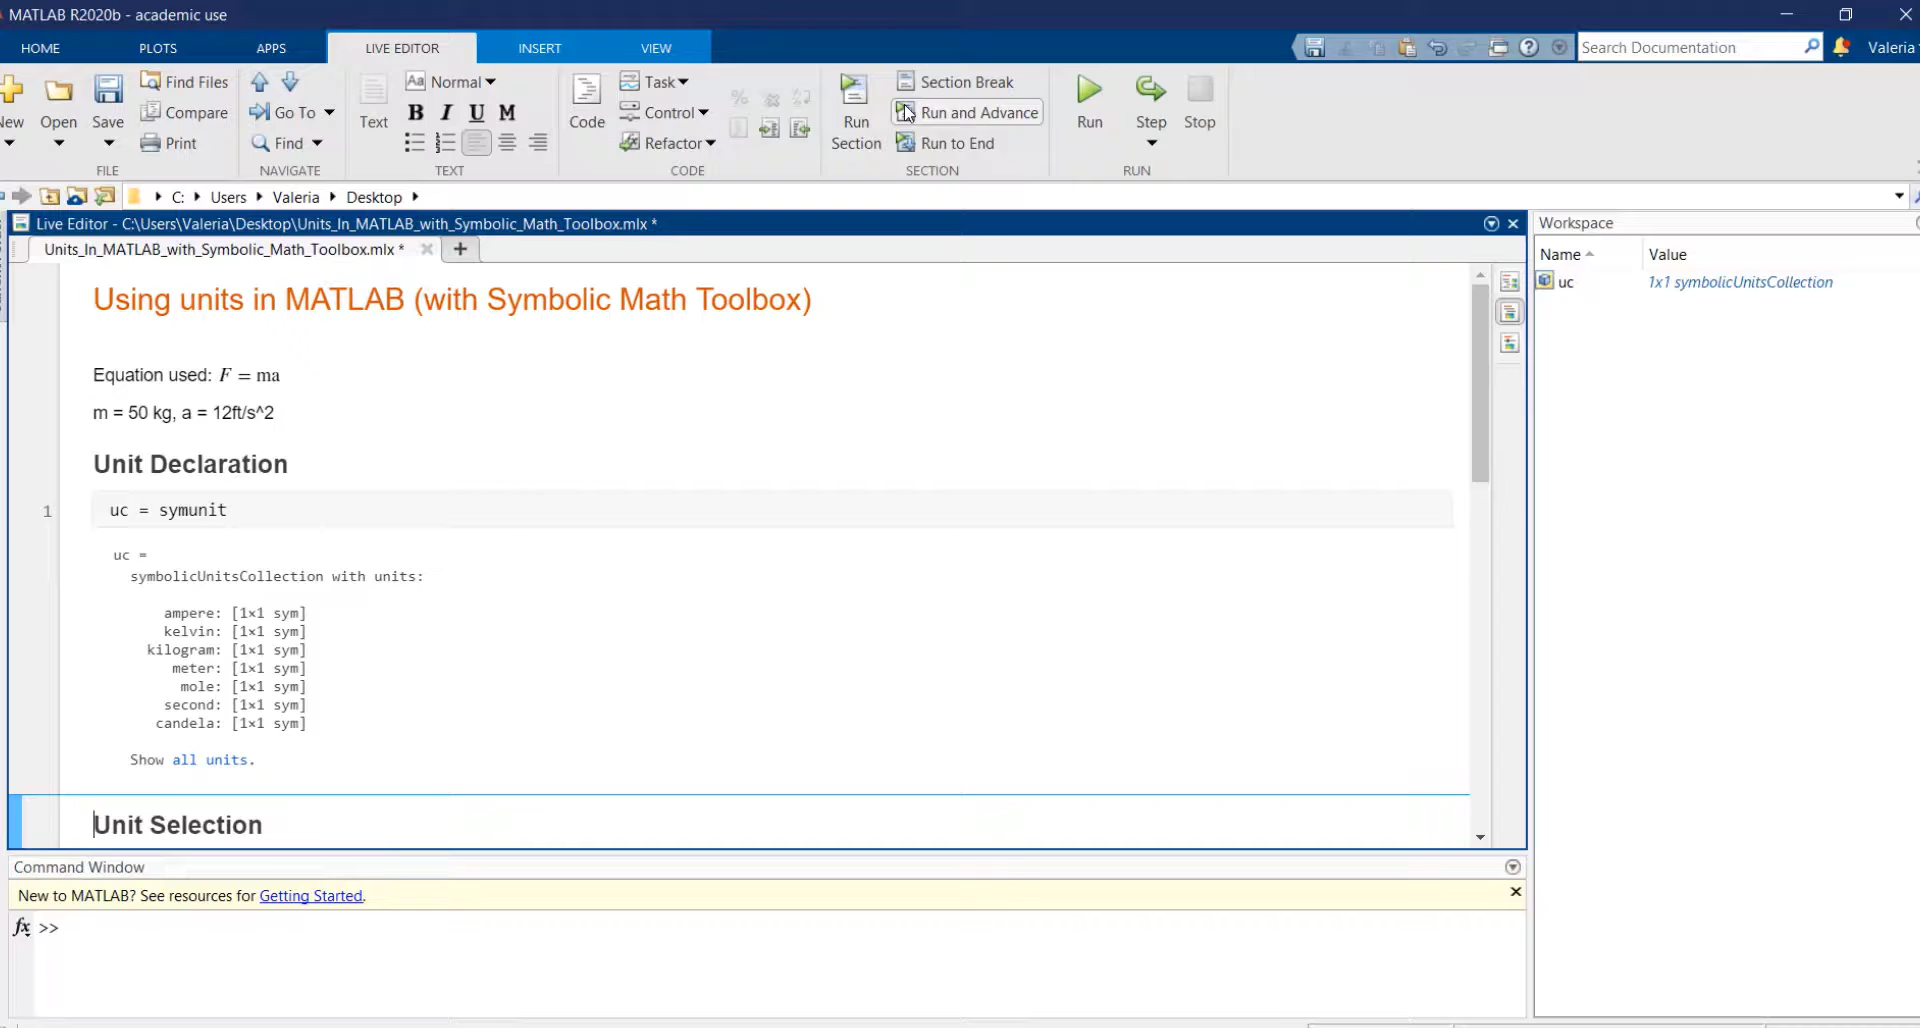 MATLAB R2020b - academic use
HOME PLOTS APPS LIVE EDITOR INSERT VIEW
Search Documentation
Valeria
Open
Save
Find Files
Compare
Print
FILE
Go To
Find
NAVIGATE
Text
Aa Normal
B I U M
TEXT
Code
Task
Control
Refactor
CODE
Run Section
Section Break
Run and Advance
Run to End
SECTION
Run
Step
Stop
RUN
C: Users Valeria Desktop
Live Editor - C:\Users\Valeria\Desktop\Units_In_MATLAB_with_Symbolic_Math_Toolbox.mlx *
Units_In_MATLAB_with_Symbolic_Math_Toolbox.mlx *
Using units in MATLAB (with Symbolic Math Toolbox)
Equation used: F = ma
m = 50 kg, a = 12ft/s^2
Unit Declaration
1 uc = symunit
uc =
symbolicUnitsCollection with units:
ampere: [1×1 sym]
kelvin: [1×1 sym]
kilogram: [1×1 sym]
meter: [1×1 sym]
mole: [1×1 sym]
second: [1×1 sym]
candela: [1×1 sym]
Show all units.
Unit Selection
Command Window
New to MATLAB? See resources for Getting Started.
fx >>
Workspace
Name Value
uc 1x1 symbolicUnitsCollection